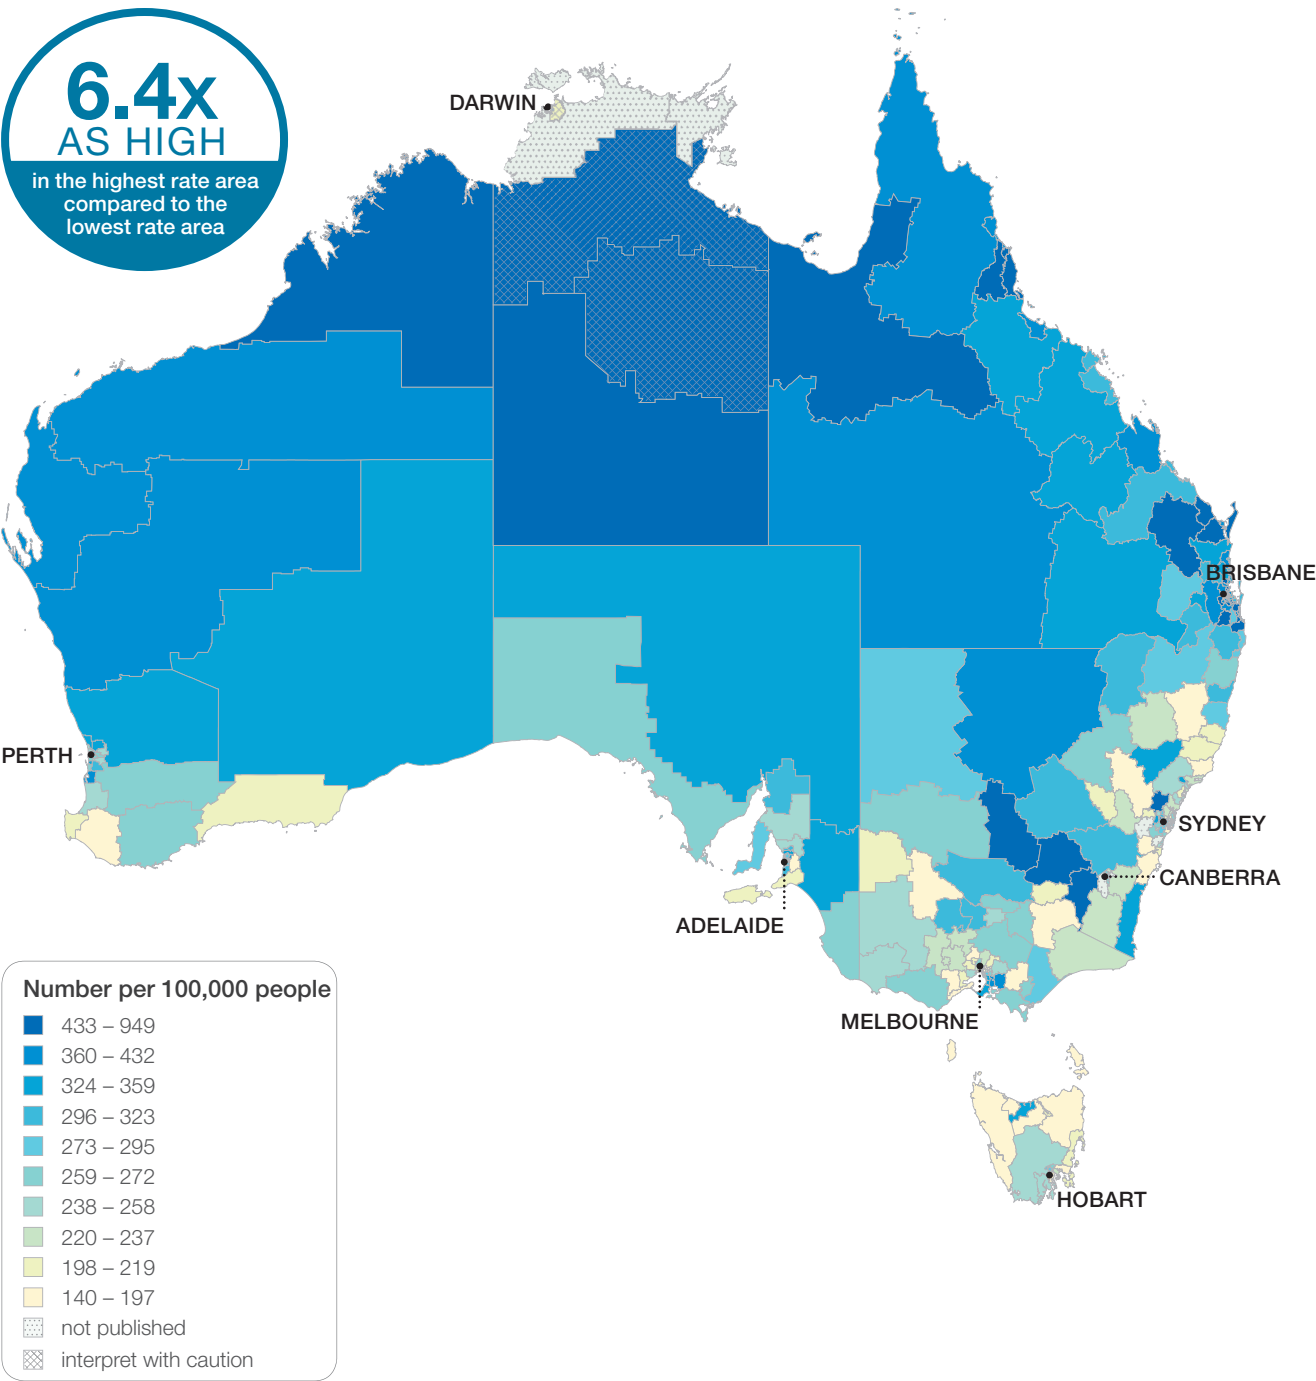 6.4x
AS HIGH
in the highest rate area
compared to the
lowest rate area
DARWIN
BRISBANE
PERTH
SYDNEY
CANBERRA
ADELAIDE
MELBOURNE
HOBART
Number per 100,000 people
433 – 949
360 – 432
324 – 359
296 – 323
273 – 295
259 – 272
238 – 258
220 – 237
198 – 219
140 – 197
not published
interpret with caution